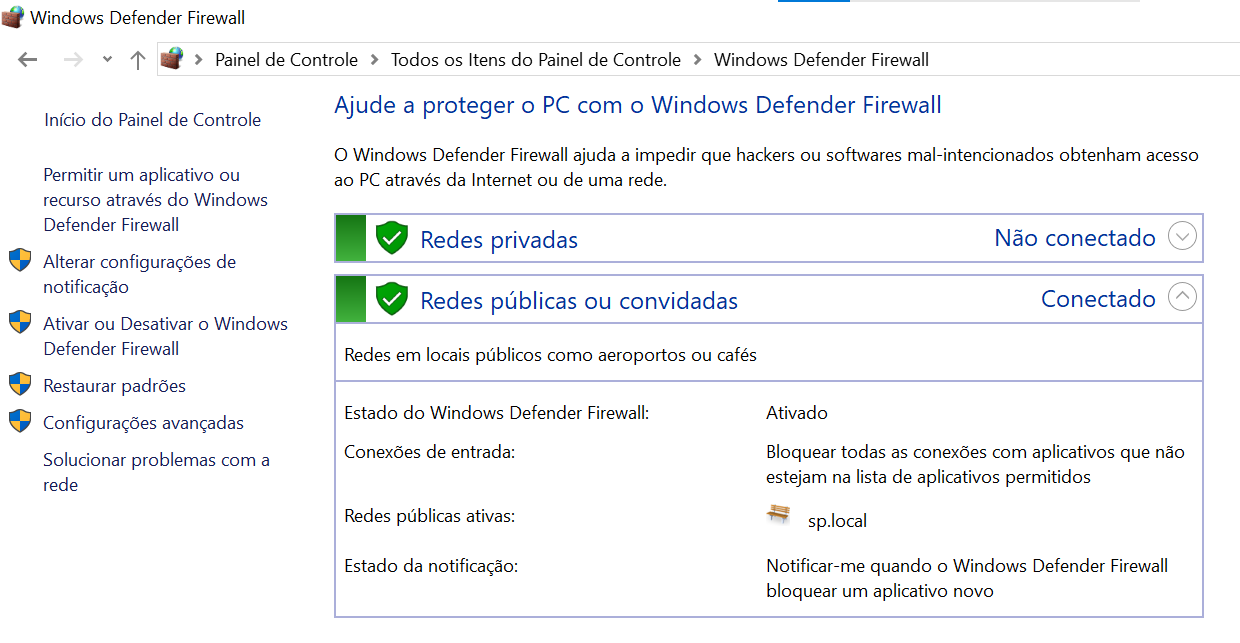 Windows Defender Firewall
Painel de Controle > Todos os Itens do Painel de Controle > Windows Defender Firewall
Início do Painel de Controle
Permitir um aplicativo ou
recurso através do Windows
Defender Firewall
Alterar configurações de
notificação
Ativar ou Desativar o Windows
Defender Firewall
Restaurar padrões
Configurações avançadas
Solucionar problemas com a
rede
Ajude a proteger o PC com o Windows Defender Firewall
O Windows Defender Firewall ajuda a impedir que hackers ou softwares mal-intencionados obtenham acesso
ao PC através da Internet ou de uma rede.
Redes privadas Não conectado
Redes públicas ou convidadas Conectado
Redes em locais públicos como aeroportos ou cafés
Estado do Windows Defender Firewall: Ativado
Conexões de entrada: Bloquear todas as conexões com aplicativos que não
estejam na lista de aplicativos permitidos
Redes públicas ativas: sp.local
Estado da notificação: Notificar-me quando o Windows Defender Firewall
bloquear um aplicativo novo